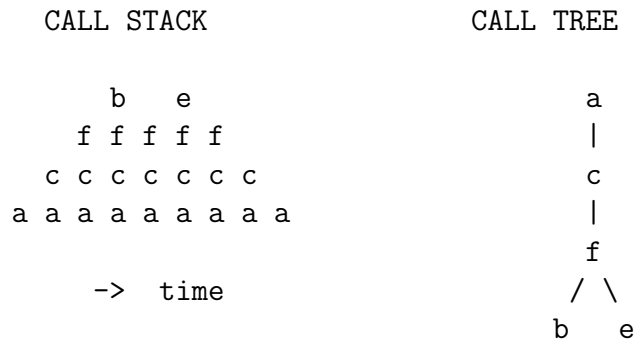 CALL STACK CALL TREE
b e a
f f f f f |
c c c c c c c c
a a a a a a a a a |
f
-> time / \
b e